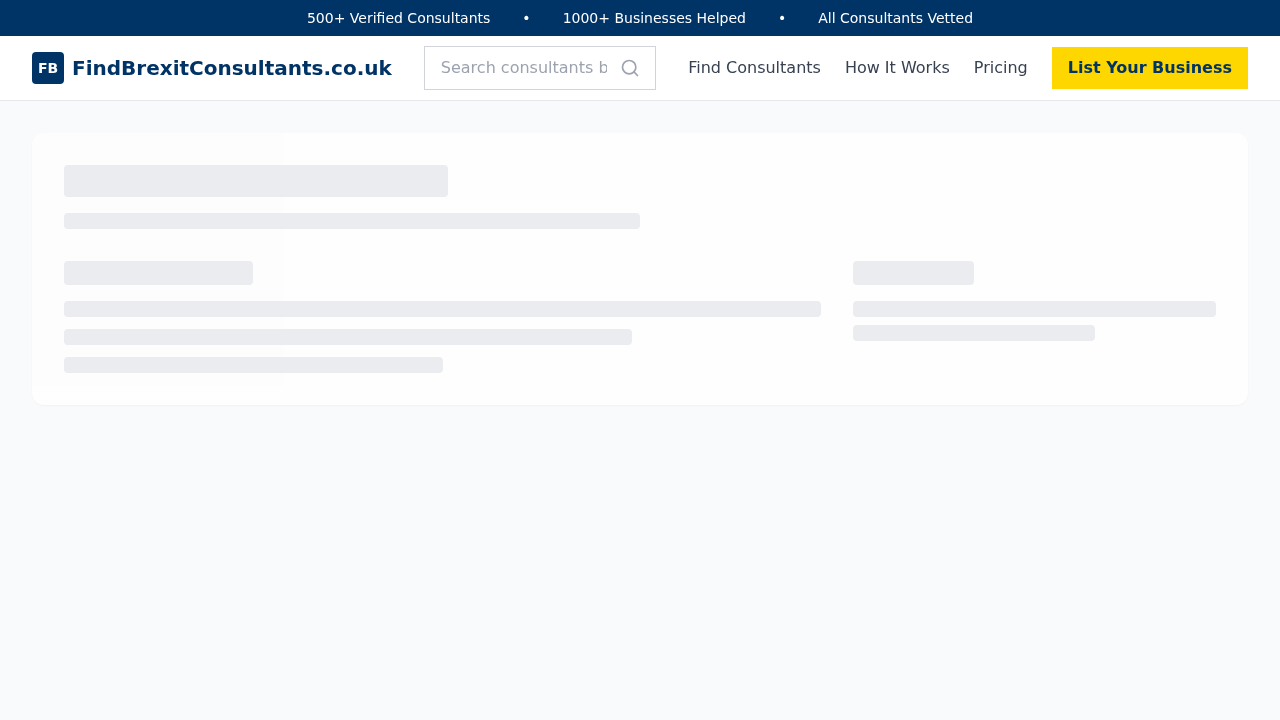 500+ Verified Consultants • 1000+ Businesses Helped • All Consultants Vetted
FB FindBrexitConsultants.co.uk
Search consultants b
Find Consultants
How It Works
Pricing
List Your Business